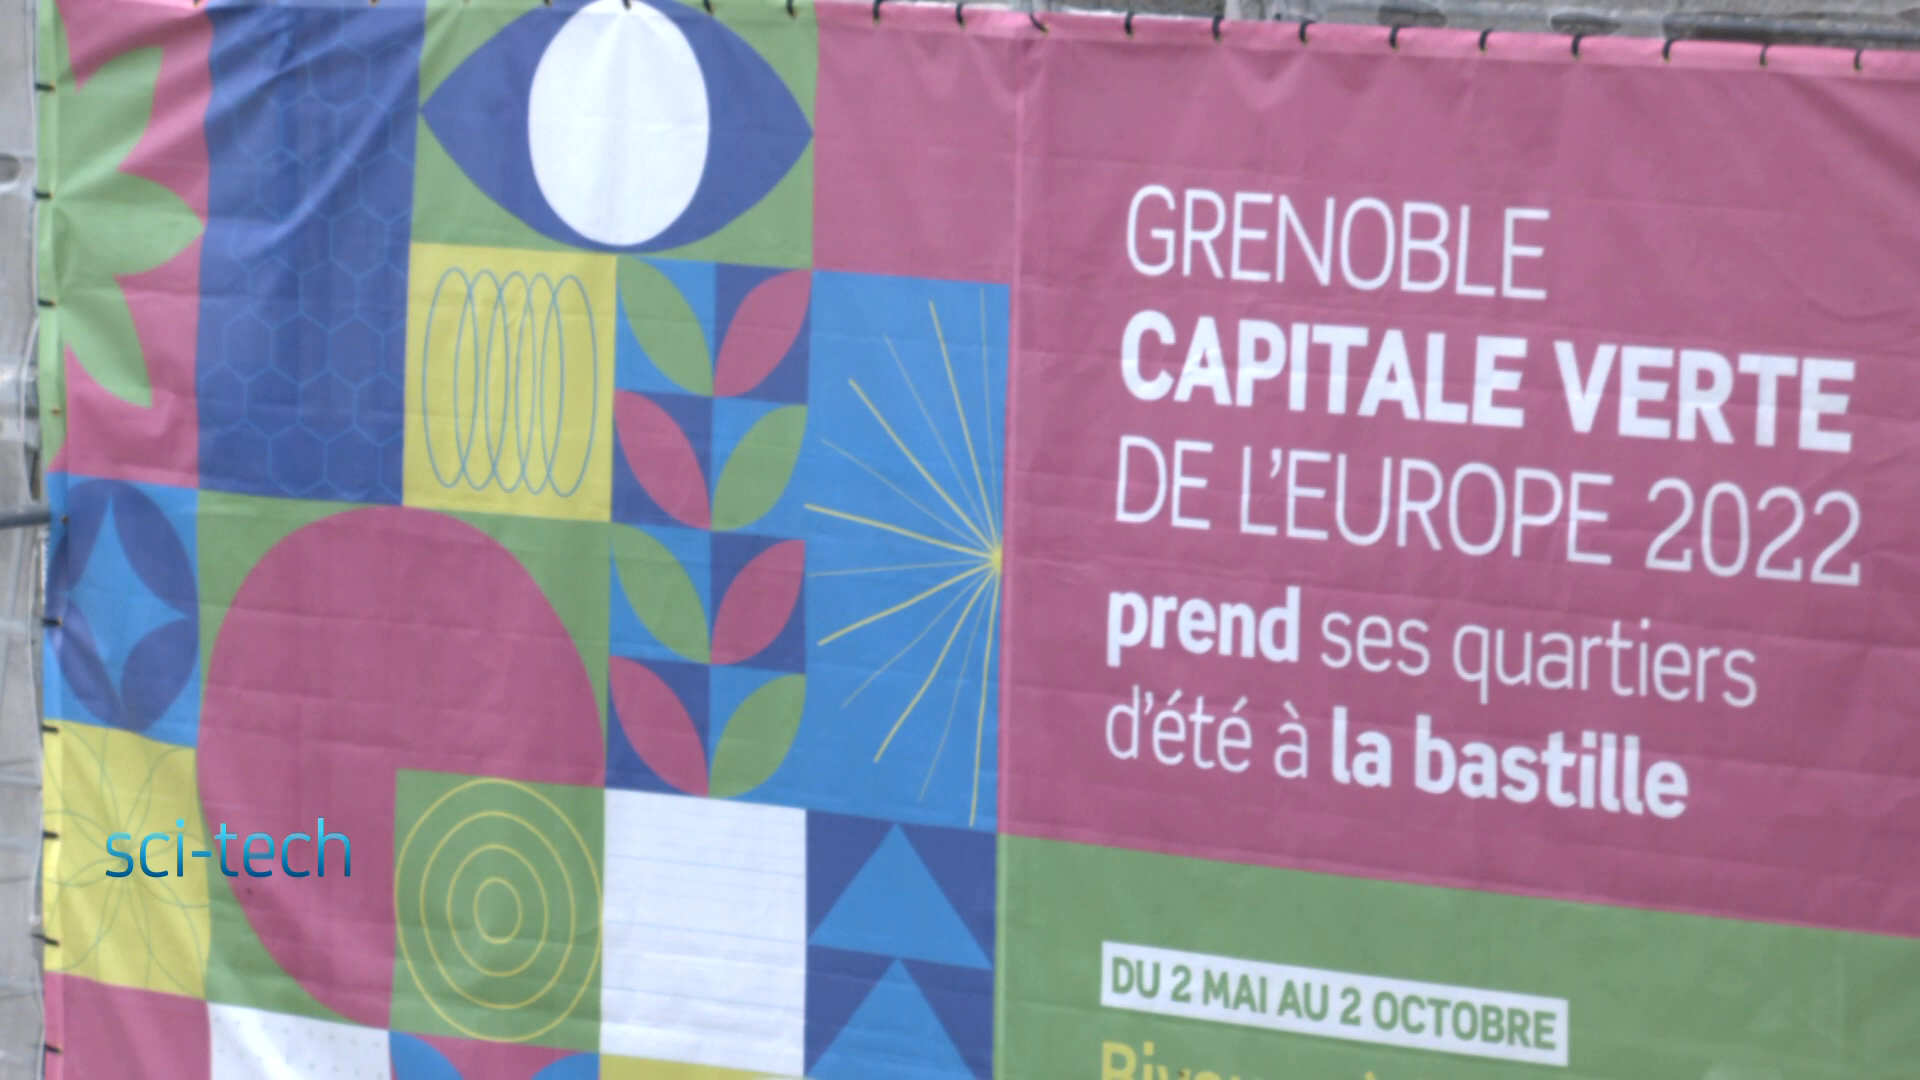 GRENOBLE
CAPITALE VERTE
DE L'EUROPE 2022
prend ses quartiers
d'été à la bastille
DU 2 MAI AU 2 OCTOBRE
sci-tech